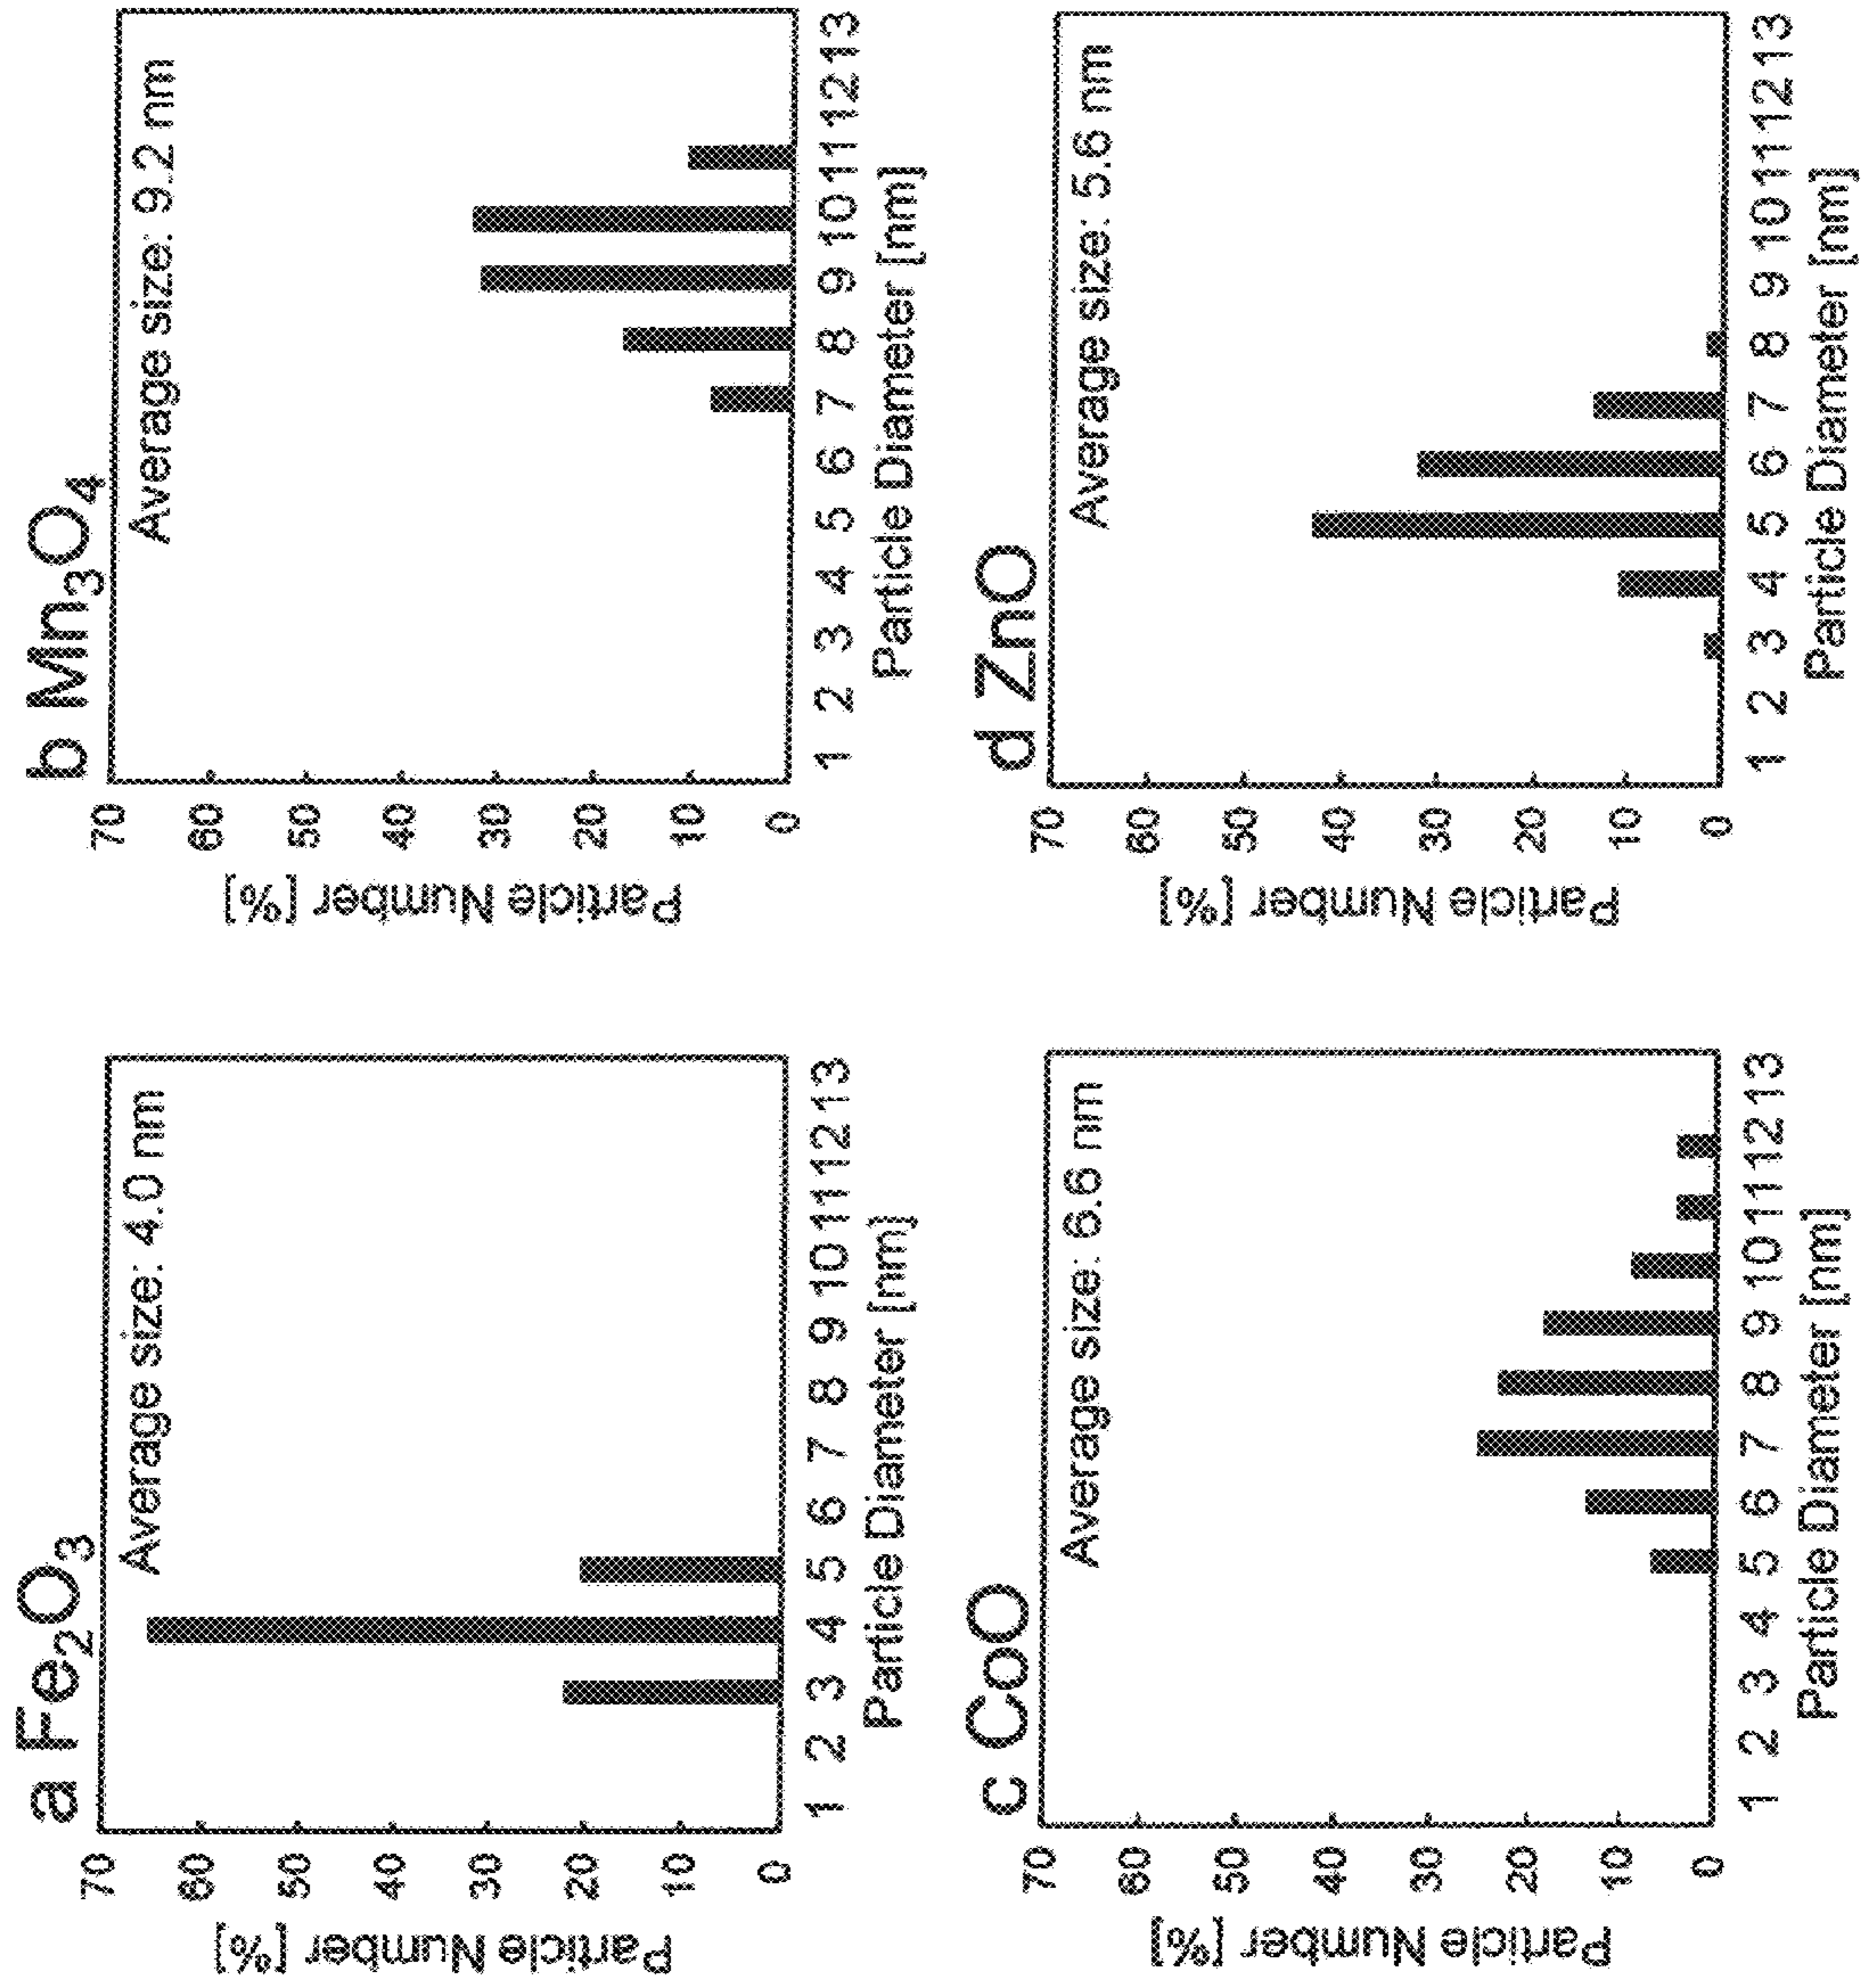 a Fe2O3
Average size: 4.0 nm
Particle Number [%]
70
60
50
40
30
20
10
0
1 2 3 4 5 6 7 8 9 10 11 12 13
Particle Diameter [nm]
b Mn3O4
Average size: 9.2 nm
Particle Number [%]
70
60
50
40
30
20
10
0
1 2 3 4 5 6 7 8 9 10 11 12 13
Particle Diameter [nm]
c CoO
Average size: 6.6 nm
Particle Number [%]
70
60
50
40
30
20
10
0
1 2 3 4 5 6 7 8 9 10 11 12 13
Particle Diameter [nm]
d ZnO
Average size: 5.6 nm
Particle Number [%]
70
60
50
40
30
20
10
0
1 2 3 4 5 6 7 8 9 10 11 12 13
Particle Diameter [nm]